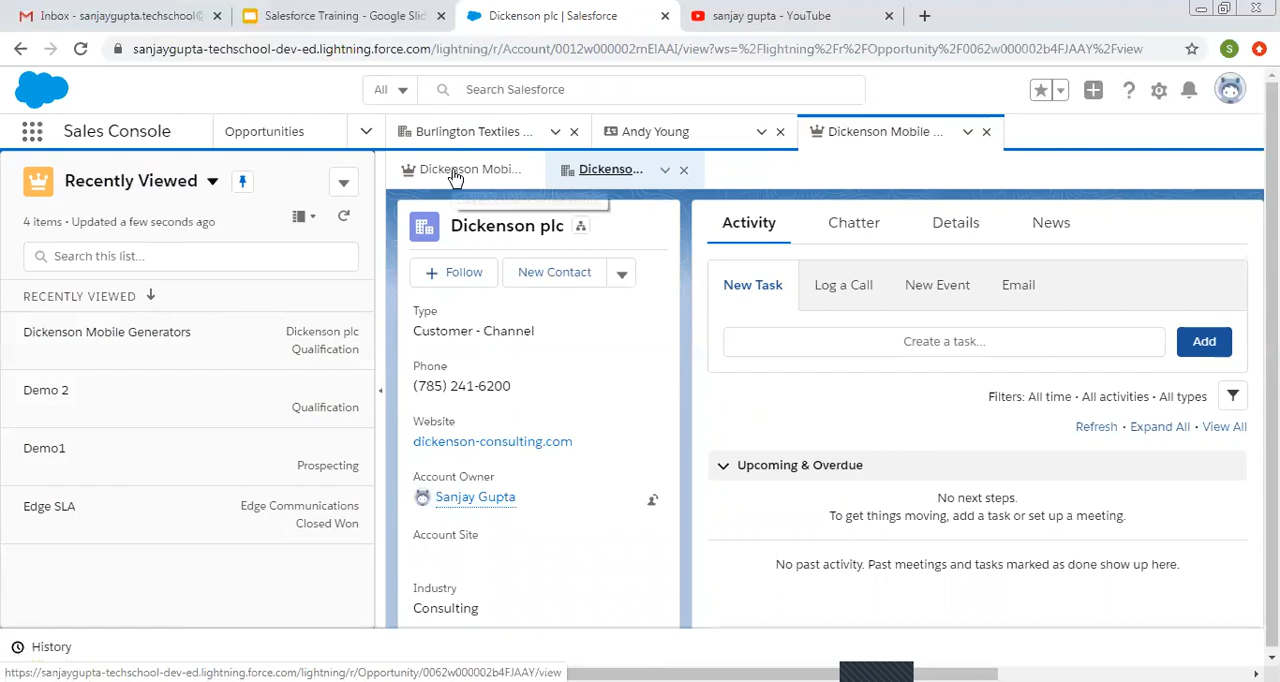 Inbox - sanjaygupta.techschool@
Salesforce Training - Google Slid
Dickenson plc | Salesforce
sanjay gupta - YouTube
sanjaygupta-techschool-dev-ed.lightning.force.com/lightning/r/Account/0012w000002rnElAAI/view?ws=%2Flightning%2Fr%2FOpportunity%2F0062w000002b4FJAAY%2Fview
S
All
Search Salesforce
Sales Console
Opportunities
Burlington Textiles ...
Andy Young
Dickenson Mobile ...
Recently Viewed
4 items • Updated a few seconds ago
Search this list...
RECENTLY VIEWED
Dickenson Mobile Generators
Dickenson plc
Qualification
Demo 2
Qualification
Demo1
Prospecting
Edge SLA
Edge Communications
Closed Won
Dickenson Mobi...
Dickenso...
Dickenson plc
Follow
New Contact
Type
Customer - Channel
Phone
(785) 241-6200
Website
dickenson-consulting.com
Account Owner
Sanjay Gupta
Account Site
Industry
Consulting
Activity
Chatter
Details
News
New Task
Log a Call
New Event
Email
Create a task...
Add
Filters: All time • All activities • All types
Refresh • Expand All • View All
Upcoming & Overdue
No next steps.
To get things moving, add a task or set up a meeting.
No past activity. Past meetings and tasks marked as done show up here.
History
https://sanjaygupta-techschool-dev-ed.lightning.force.com/lightning/r/Opportunity/0062w000002b4FJAAY/view